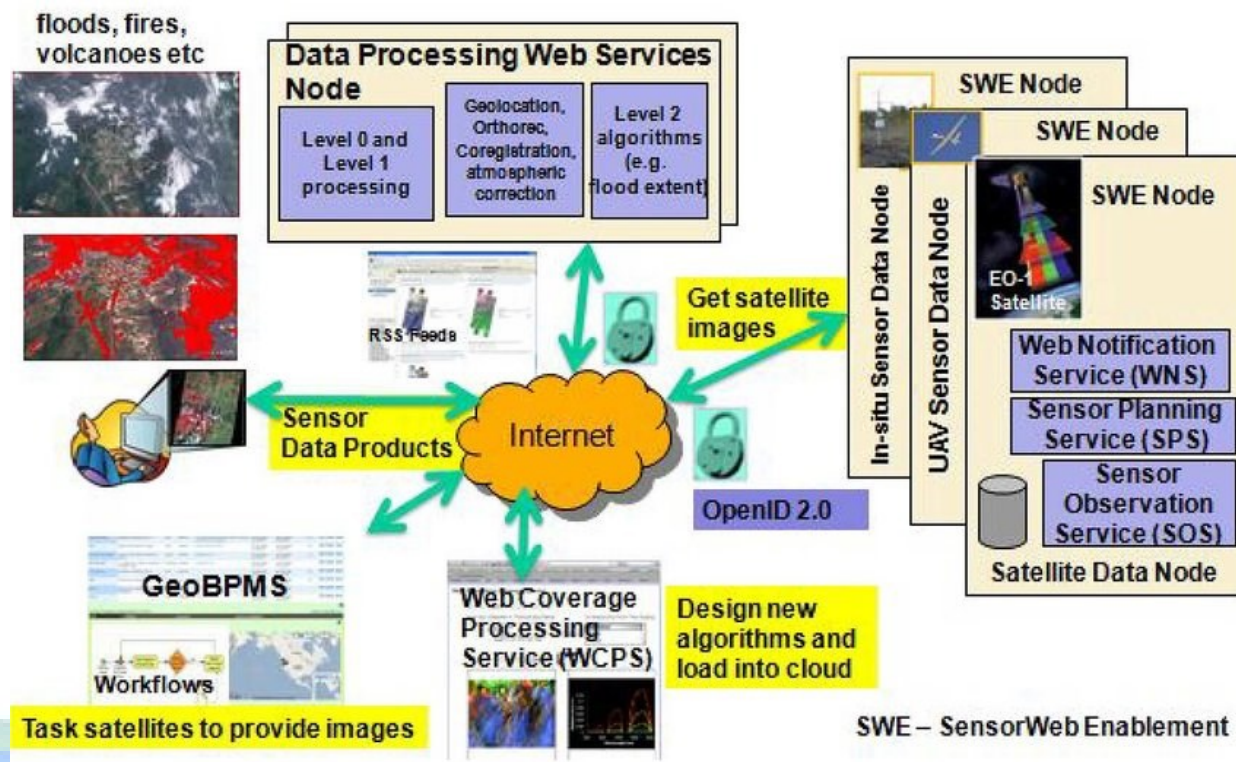 floods, fires,
volcanoes etc
Data Processing Web Services
Node
Level 0 and
Level 1
processing
Geolocation,
Orthorec,
Coregistration,
atmospheric
correction
Level 2
algorithms
(e.g.
flood extent)
SWE Node
SWE Node
SWE Node
In-situ Sensor Data Node
UAV Sensor Data Node
EO-1
Satellite
Web Notification
Service (WNS)
Sensor Planning
Service (SPS)
Sensor
Observation
Service (SOS)
Satellite Data Node
RSS Feeds
Get satellite
images
Sensor
Data Products
Internet
OpenID 2.0
GeoBPMS
Workflows
Task satellites to provide images
Web Coverage
Processing
Service (WCPS)
Design new
algorithms and
load into cloud
SWE – SensorWeb Enablement